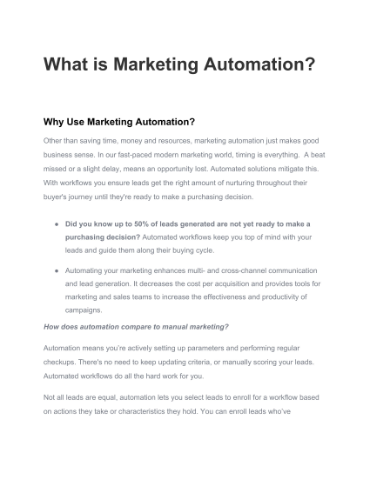 What is Marketing Automation?
Why Use Marketing Automation?
Other than saving time, money and resources, marketing automation just makes good
business sense. In our fast-paced modern marketing world, timing is everything.  A beat
missed or a slight delay, means an opportunity lost. Automated solutions mitigate this.
With workflows you ensure leads get the right amount of nurturing throughout their
buyer's journey until they're ready to make a purchasing decision.
● Did you know up to 50% of leads generated are not yet ready to make a
purchasing decision? Automated workflows keep you top of mind with your
leads and guide them along their buying cycle.
● Automating your marketing enhances multi- and cross-channel communication
and lead generation. It decreases the cost per acquisition and provides tools for
marketing and sales teams to increase the effectiveness and productivity of
campaigns.
How does automation compare to manual marketing?
Automation means you're actively setting up parameters and performing regular
checkups. There's no need to keep updating criteria, or manually scoring your leads.
Automated workflows do all the hard work for you.
Not all leads are equal, automation lets you select leads to enroll for a workflow based
on actions they take or characteristics they hold. You can enroll leads who've